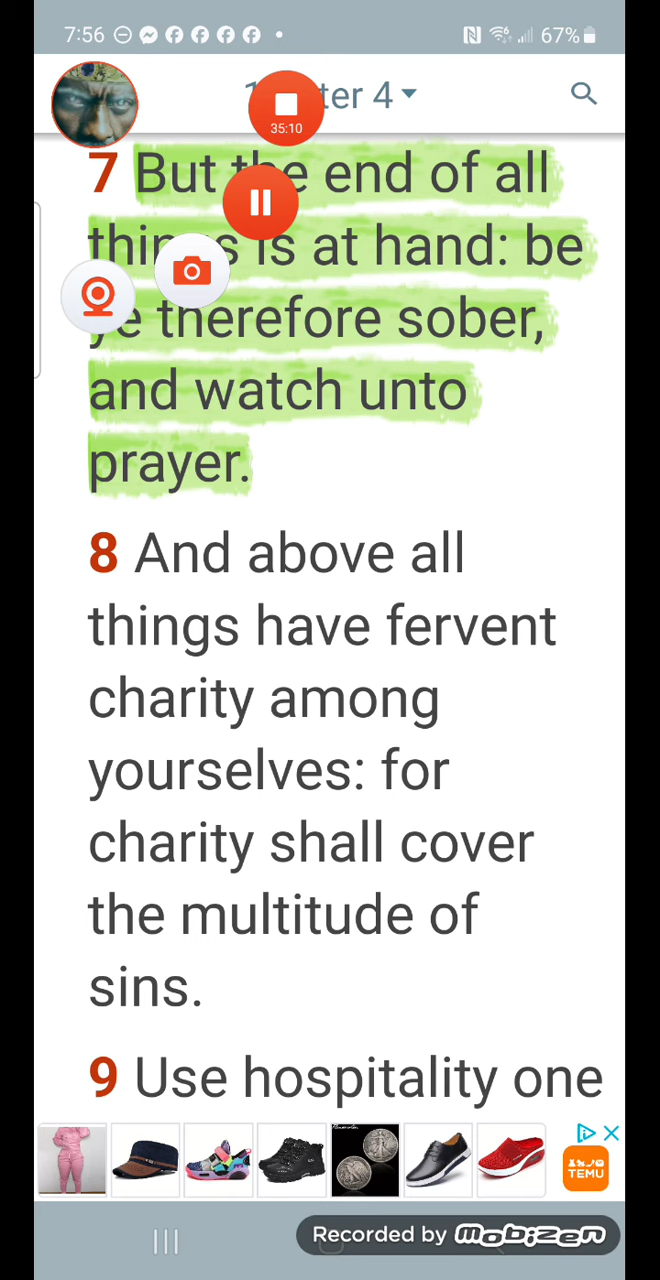 7:56
67%
ter 4
35:10
7 But the end of all
things is at hand: be
ye therefore sober,
and watch unto
prayer.
8 And above all
things have fervent
charity among
yourselves: for
charity shall cover
the multitude of
sins.
9 Use hospitality one
TEMU
Recorded by Mobizen